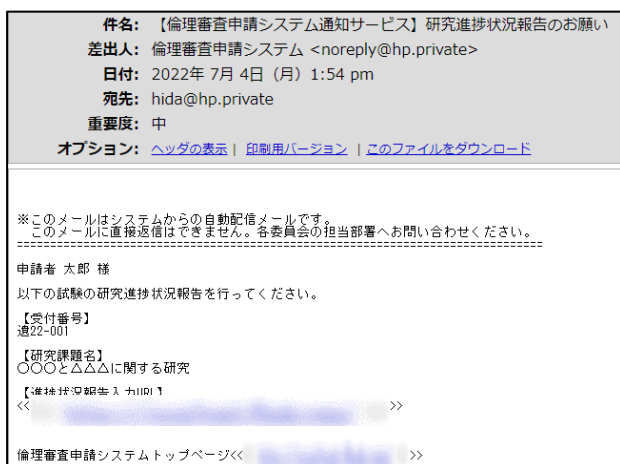 件名: 【倫理審査申請システム通知サービス】研究進捗状況報告のお願い
差出人: 倫理審査申請システム <noreply@hp.private>
日付: 2022年 7月 4日（月）1:54 pm
宛先: hida@hp.private
重要度: 中
オプション: ヘッダの表示 | 印刷用バージョン | このファイルをダウンロード
※このメールはシステムからの自動配信メールです。
このメールに直接返信はできません。各委員会の担当部署へお問い合わせください。
======================================================================
申請者 太郎 様
以下の試験の研究進捗状況報告を行ってください。
【受付番号】
遺22-001
【研究課題名】
〇〇〇と△△△に関する研究
【進捗状況報告入力URL】
<< >>
倫理審査申請システムトップページ<< >>